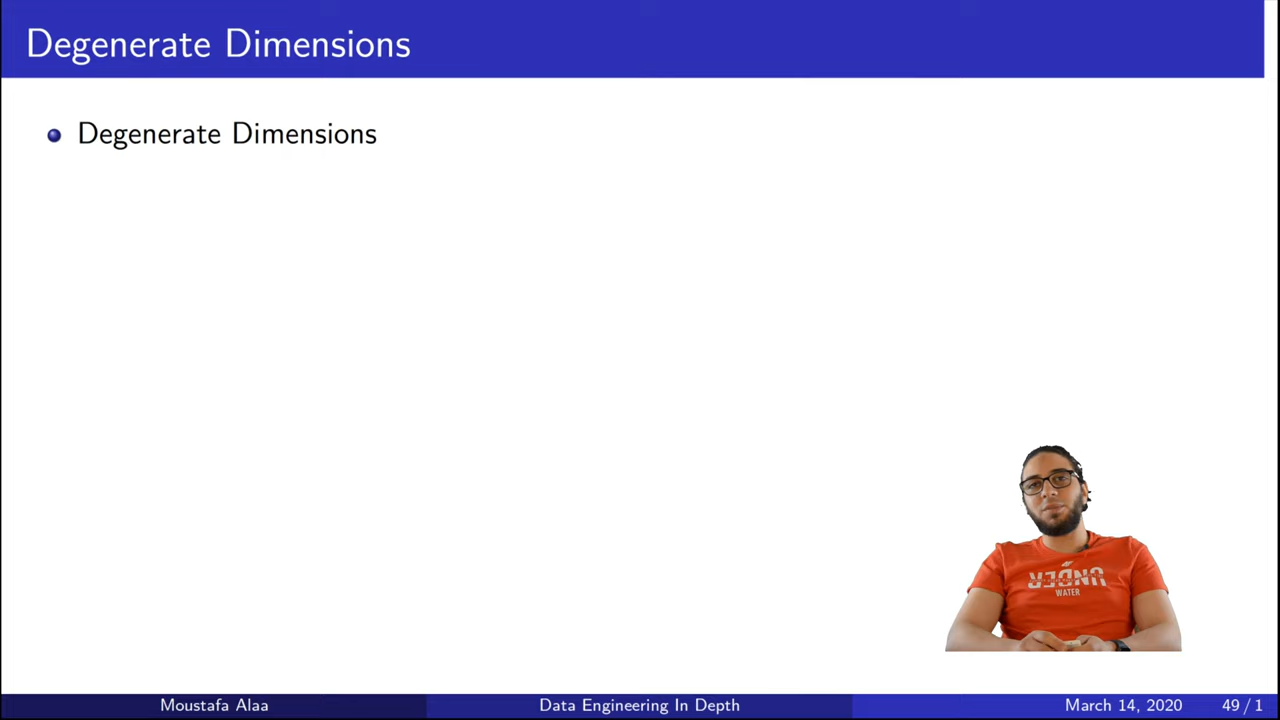 Degenerate Dimensions
Degenerate Dimensions
UNDER
WATER
Moustafa Alaa
Data Engineering In Depth
March 14, 2020
49 / 1